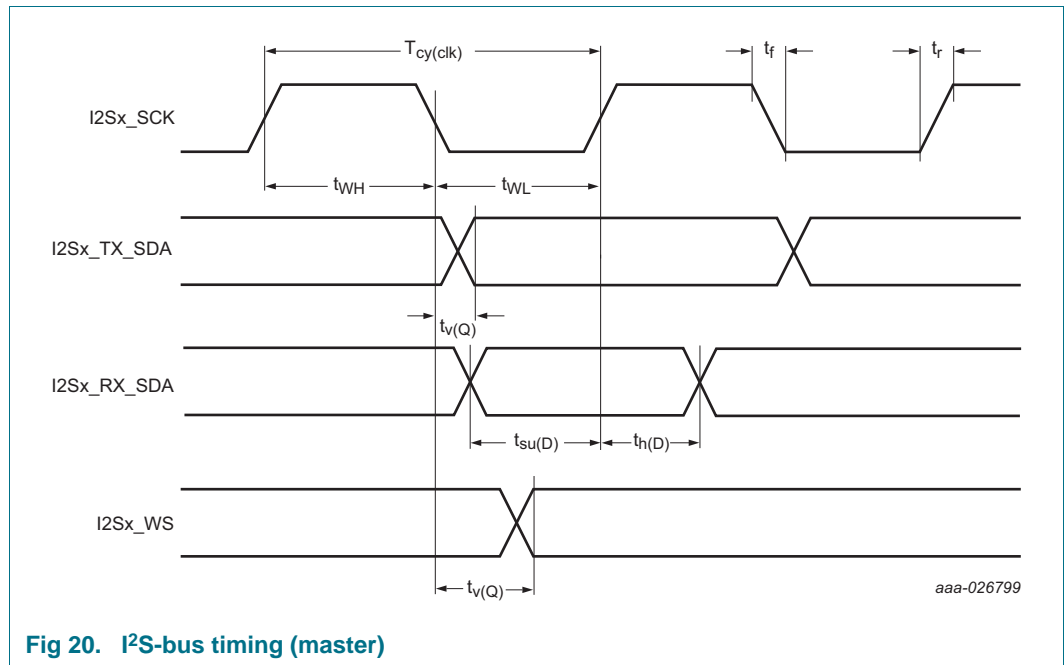 Tcy(clk)
tf
tr
I2Sx_SCK
tWH
tWL
I2Sx_TX_SDA
tv(Q)
I2Sx_RX_SDA
tsu(D)
th(D)
I2Sx_WS
tv(Q)
aaa-026799
Fig 20. I²S-bus timing (master)